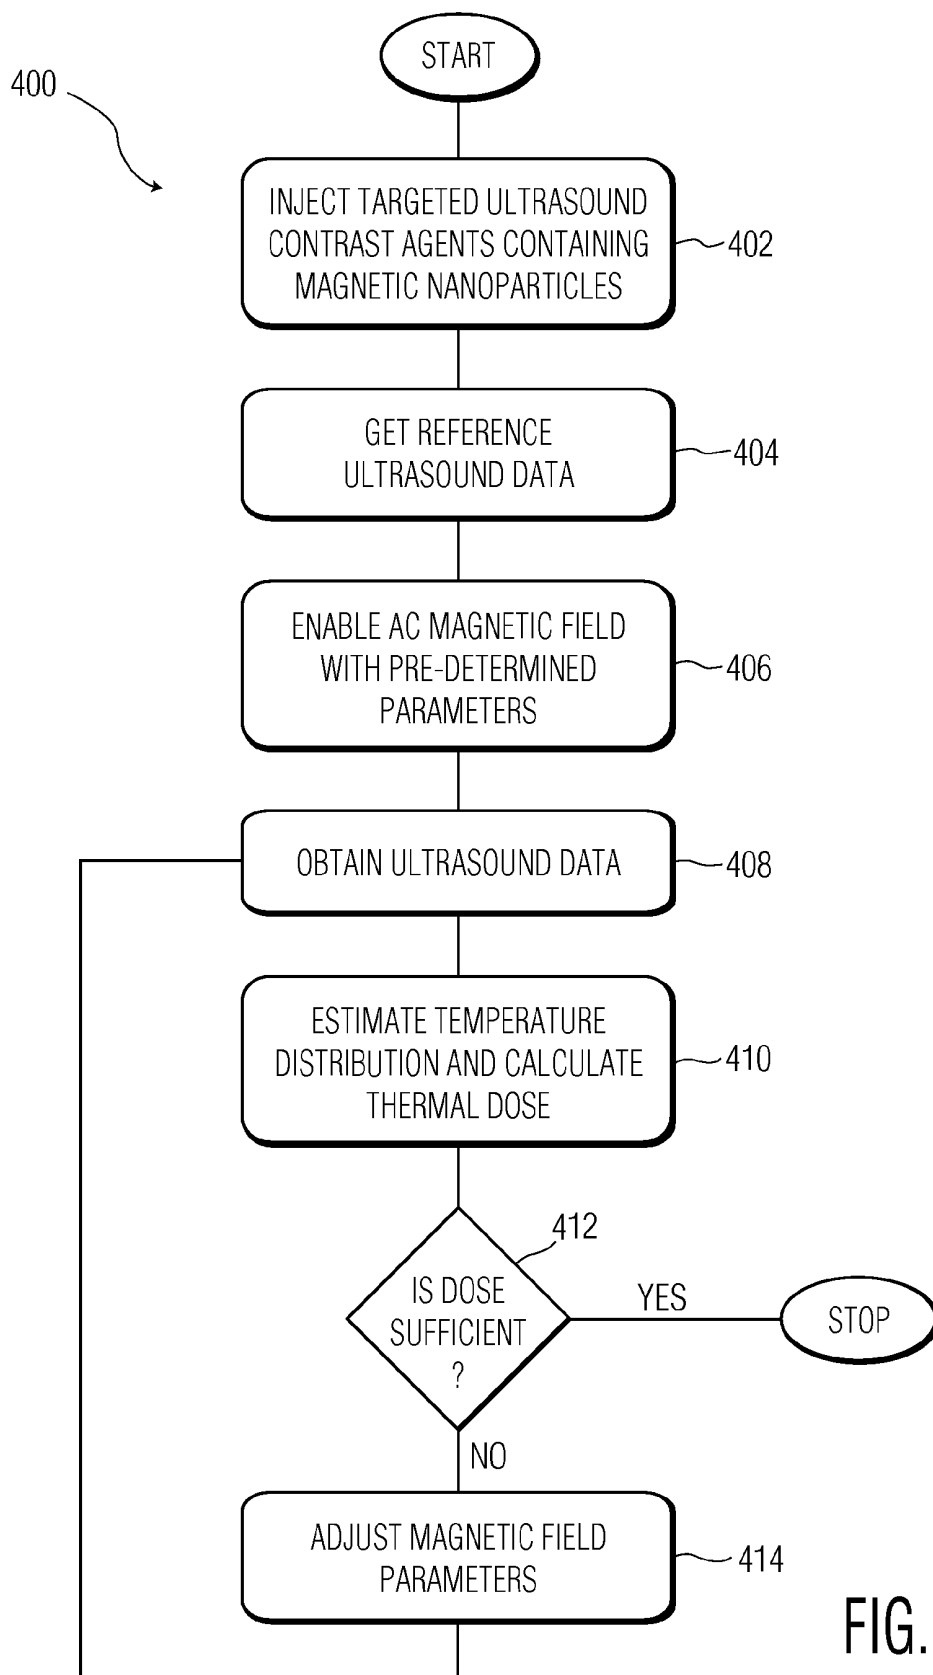 START
400
INJECT TARGETED ULTRASOUND
CONTRAST AGENTS CONTAINING
MAGNETIC NANOPARTICLES
402
GET REFERENCE
ULTRASOUND DATA
404
ENABLE AC MAGNETIC FIELD
WITH PRE-DETERMINED
PARAMETERS
406
OBTAIN ULTRASOUND DATA
408
ESTIMATE TEMPERATURE
DISTRIBUTION AND CALCULATE
THERMAL DOSE
410
412
IS DOSE
SUFFICIENT
?
YES
STOP
NO
ADJUST MAGNETIC FIELD
PARAMETERS
414
FIG.